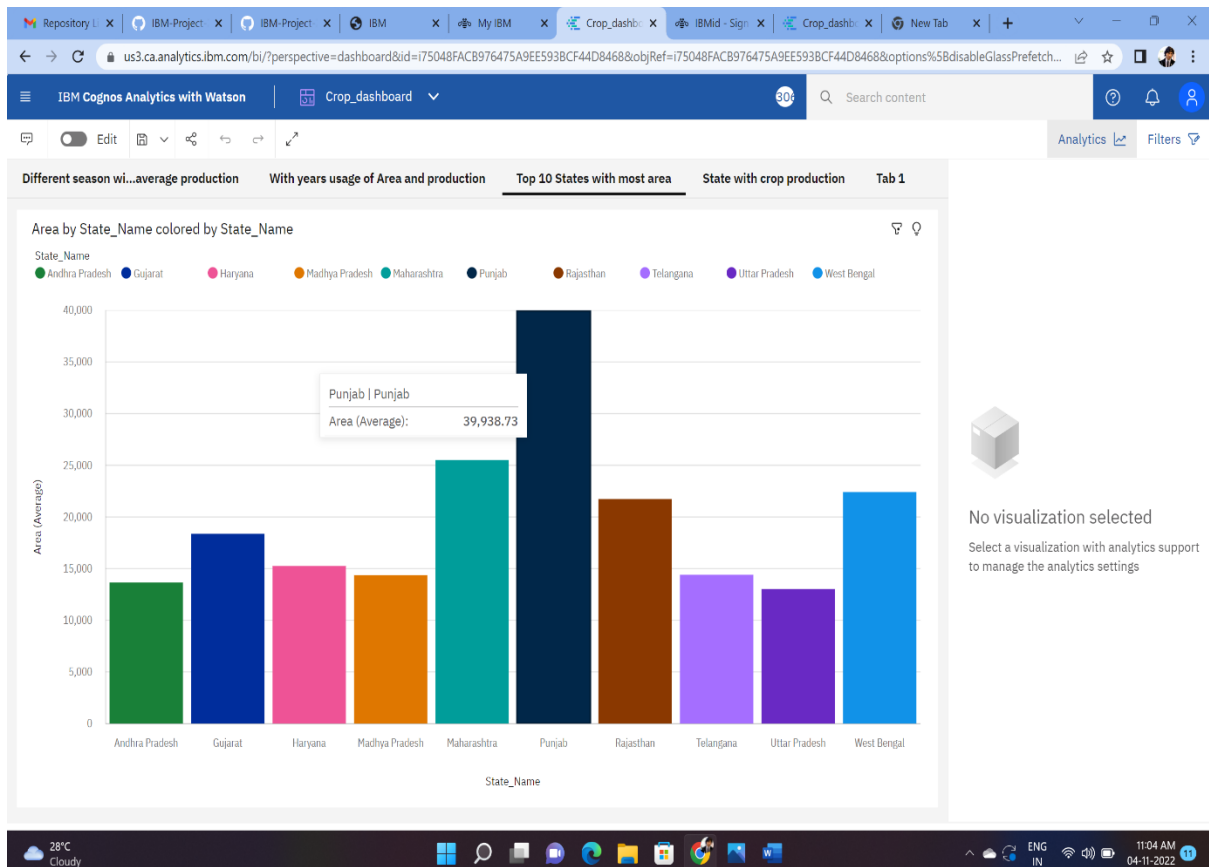 Repository Li
IBM-Project-
IBM-Project-
IBM
My IBM
Crop_dashbo
IBMid - Sign
Crop_dashbo
New Tab
us3.ca.analytics.ibm.com/bi/?perspective=dashboard&id=i75048FACB976475A9EE593BCF44D8468&objRef=i75048FACB976475A9EE593BCF44D8468&options%5BdisableGlassPrefetch...
IBM Cognos Analytics with Watson
Crop_dashboard
306
Search content
Edit
Analytics
Filters
Different season wi...average production
With years usage of Area and production
Top 10 States with most area
State with crop production
Tab 1
Area by State_Name colored by State_Name
State_Name
Andhra Pradesh
Gujarat
Haryana
Madhya Pradesh
Maharashtra
Punjab
Rajasthan
Telangana
Uttar Pradesh
West Bengal
40,000
35,000
30,000
25,000
20,000
15,000
10,000
5,000
0
Area (Average)
Punjab | Punjab
Area (Average): 39,938.73
Andhra Pradesh
Gujarat
Haryana
Madhya Pradesh
Maharashtra
Punjab
Rajasthan
Telangana
Uttar Pradesh
West Bengal
State_Name
No visualization selected
Select a visualization with analytics support
to manage the analytics settings
28°C
Cloudy
ENG
IN
11:04 AM
04-11-2022
11